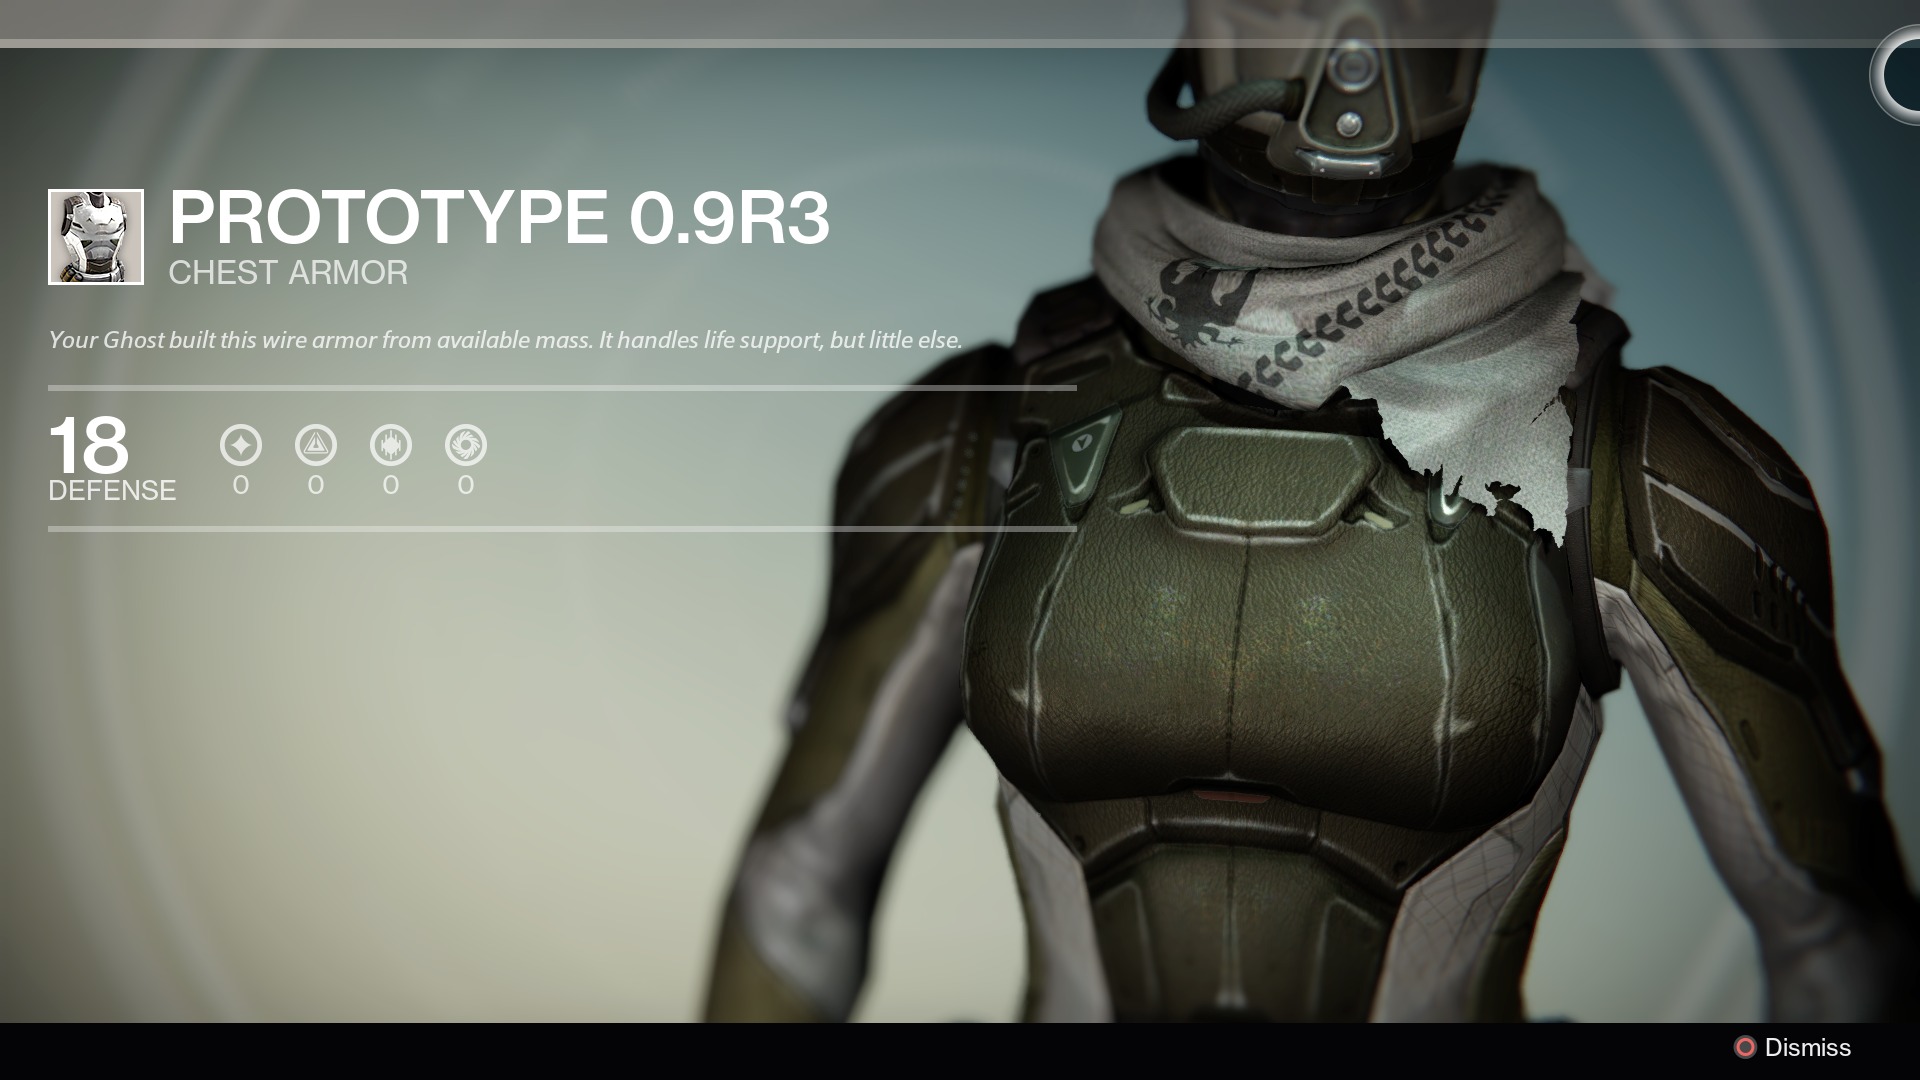 PROTOTYPE 0.9R3
CHEST ARMOR
Your Ghost built this wire armor from available mass. It handles life support, but little else.
18
DEFENSE
0 0 0 0
Dismiss